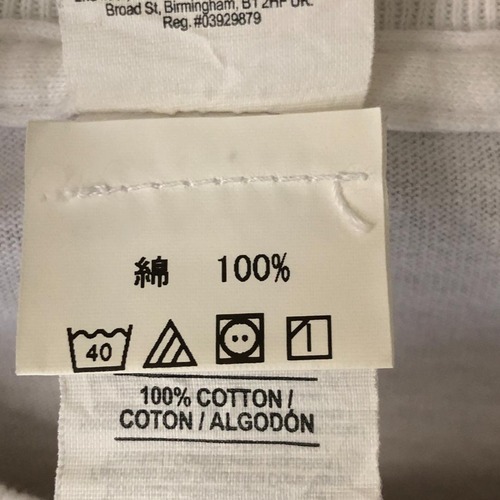 Broad St, Birmingham, B1 2HF UK.
Reg. #03929879
綿 100%
40
100% COTTON /
COTON / ALGODÓN